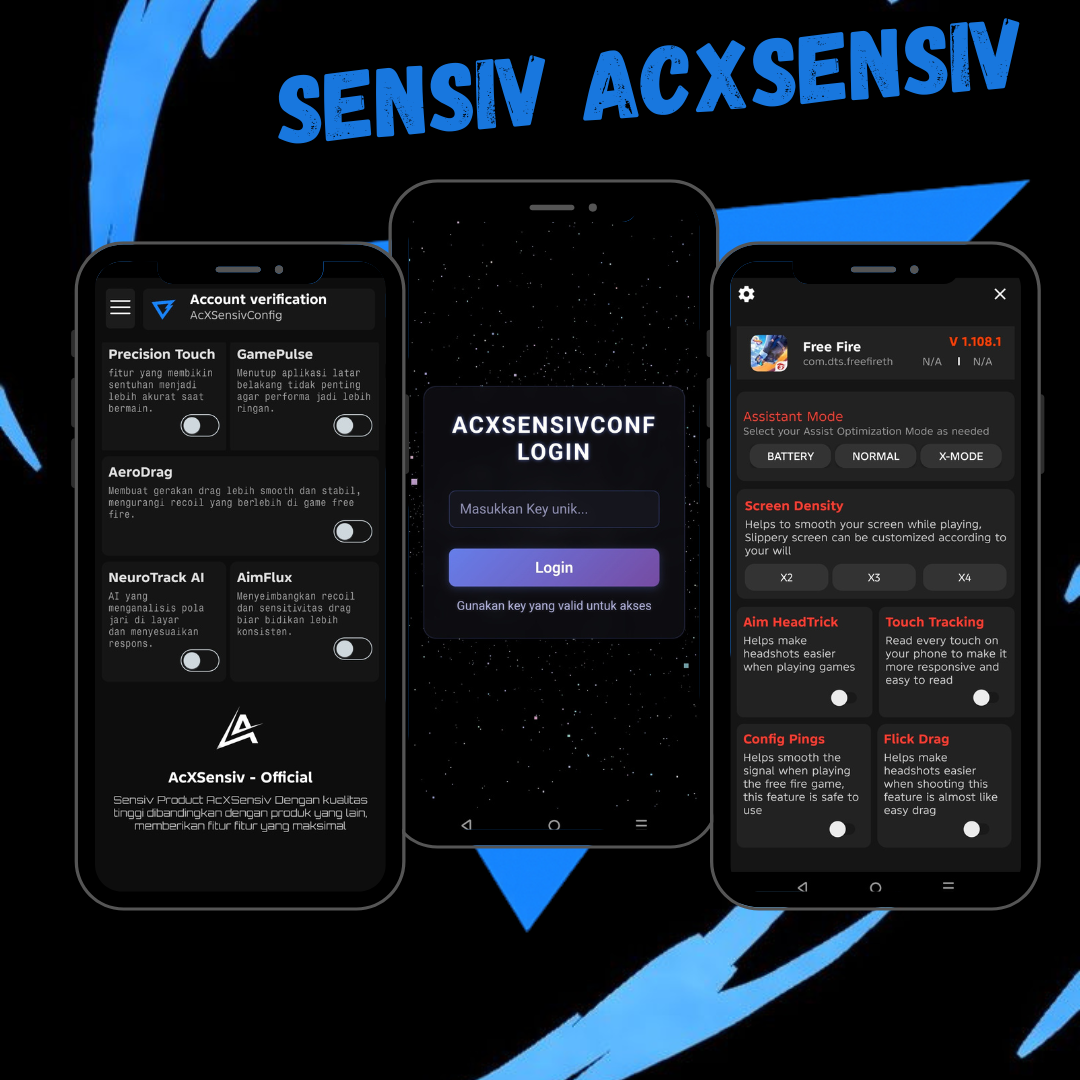 SENSIV ACXSENSIV
Account verification
AcXSensivConfig
Precision Touch
fitur yang membikin
sentuhan menjadi
lebih akurat saat
bermain.
GamePulse
Menutup aplikasi latar
belakang tidak penting
agar performa jadi lebih
ringan.
AeroDrag
Membuat gerakan drag lebih smooth dan stabil,
mengurangi recoil yang berlebih di game free
fire.
NeuroTrack AI
AI yang
menganalisis pola
jari di layar
dan menyesuaikan
respons.
AimFlux
Menyeimbangkan recoil
dan sensitivitas drag
biar bidikan lebih
konsisten.
AcXSensiv - Official
Sensiv Product AcXSensiv Dengan kualitas
tinggi dibandingkan dengan produk yang lain,
memberikan fitur fitur yang maksimal
ACXSENSIVCONF
LOGIN
Masukkan Key unik...
Login
Gunakan key yang valid untuk akses
Free Fire
com.dts.freefireth
V 1.108.1
N/A I N/A
Assistant Mode
Select your Assist Optimization Mode as needed
BATTERY NORMAL X-MODE
Screen Density
Helps to smooth your screen while playing,
Slippery screen can be customized according to
your will
X2 X3 X4
Aim HeadTrick
Helps make
headshots easier
when playing games
Touch Tracking
Read every touch on
your phone to make it
more responsive and
easy to read
Config Pings
Helps smooth the
signal when playing
the free fire game,
this feature is safe to
use
Flick Drag
Helps make
headshots easier
when shooting this
feature is almost like
easy drag